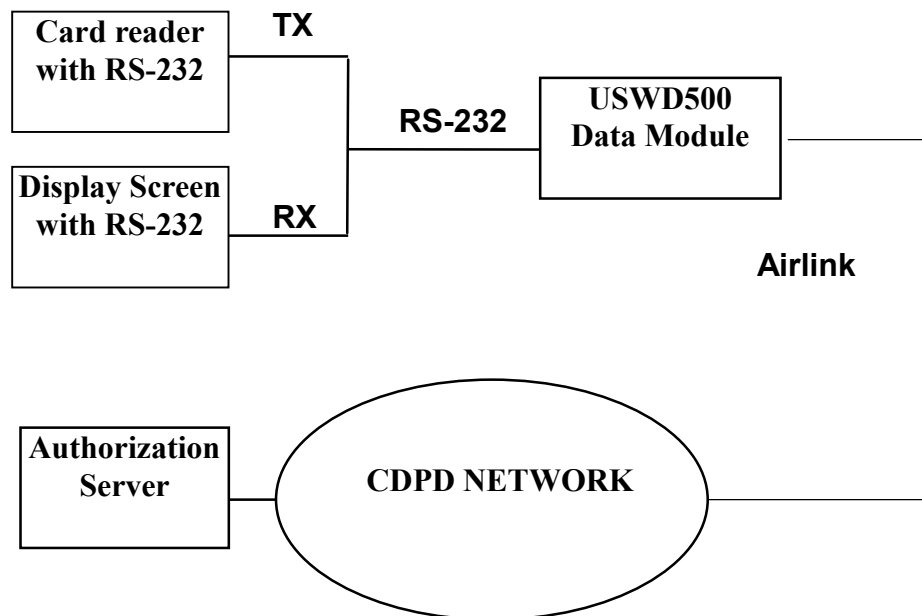 Card reader
with RS-232
TX
Display Screen
with RS-232
RX
RS-232
USWD500
Data Module
Airlink
Authorization
Server
CDPD NETWORK